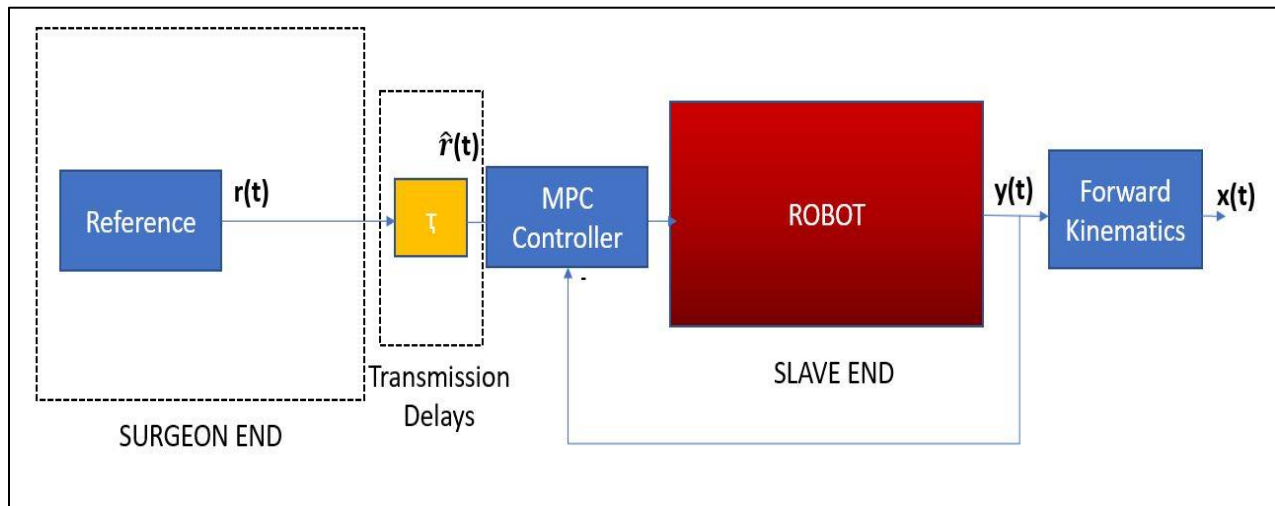 Reference
r(t)
τ
r̂(t)
MPC
Controller
ROBOT
y(t)
Forward
Kinematics
x(t)
-
Transmission
Delays
SLAVE END
SURGEON END